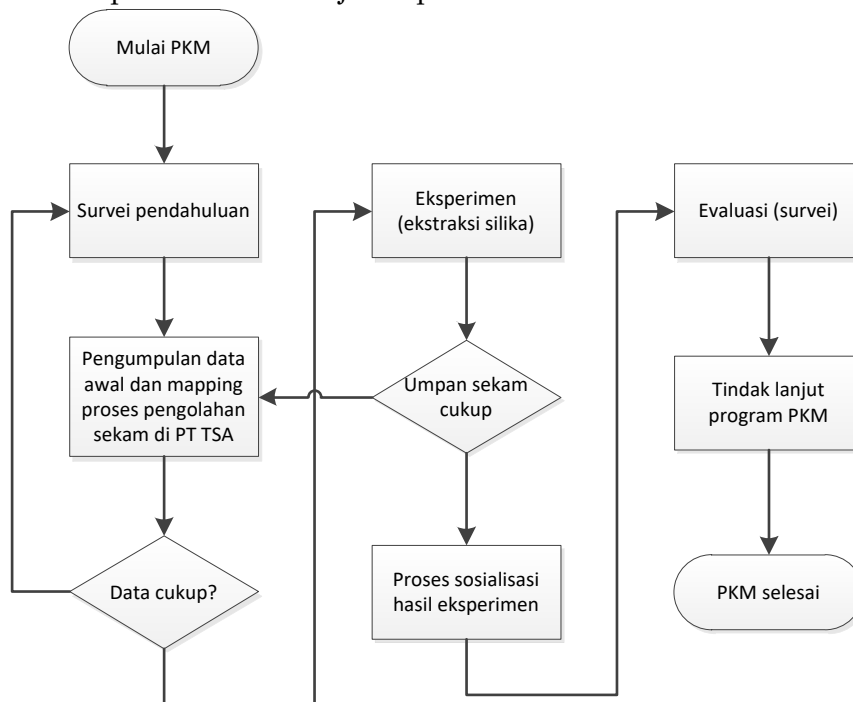 Mulai PKM
Survei pendahuluan
Pengumpulan data
awal dan mapping
proses pengolahan
sekam di PT TSA
Data cukup?
Eksperimen
(ekstraksi silika)
Umpan sekam
cukup
Proses sosialisasi
hasil eksperimen
Evaluasi (survei)
Tindak lanjut
program PKM
PKM selesai